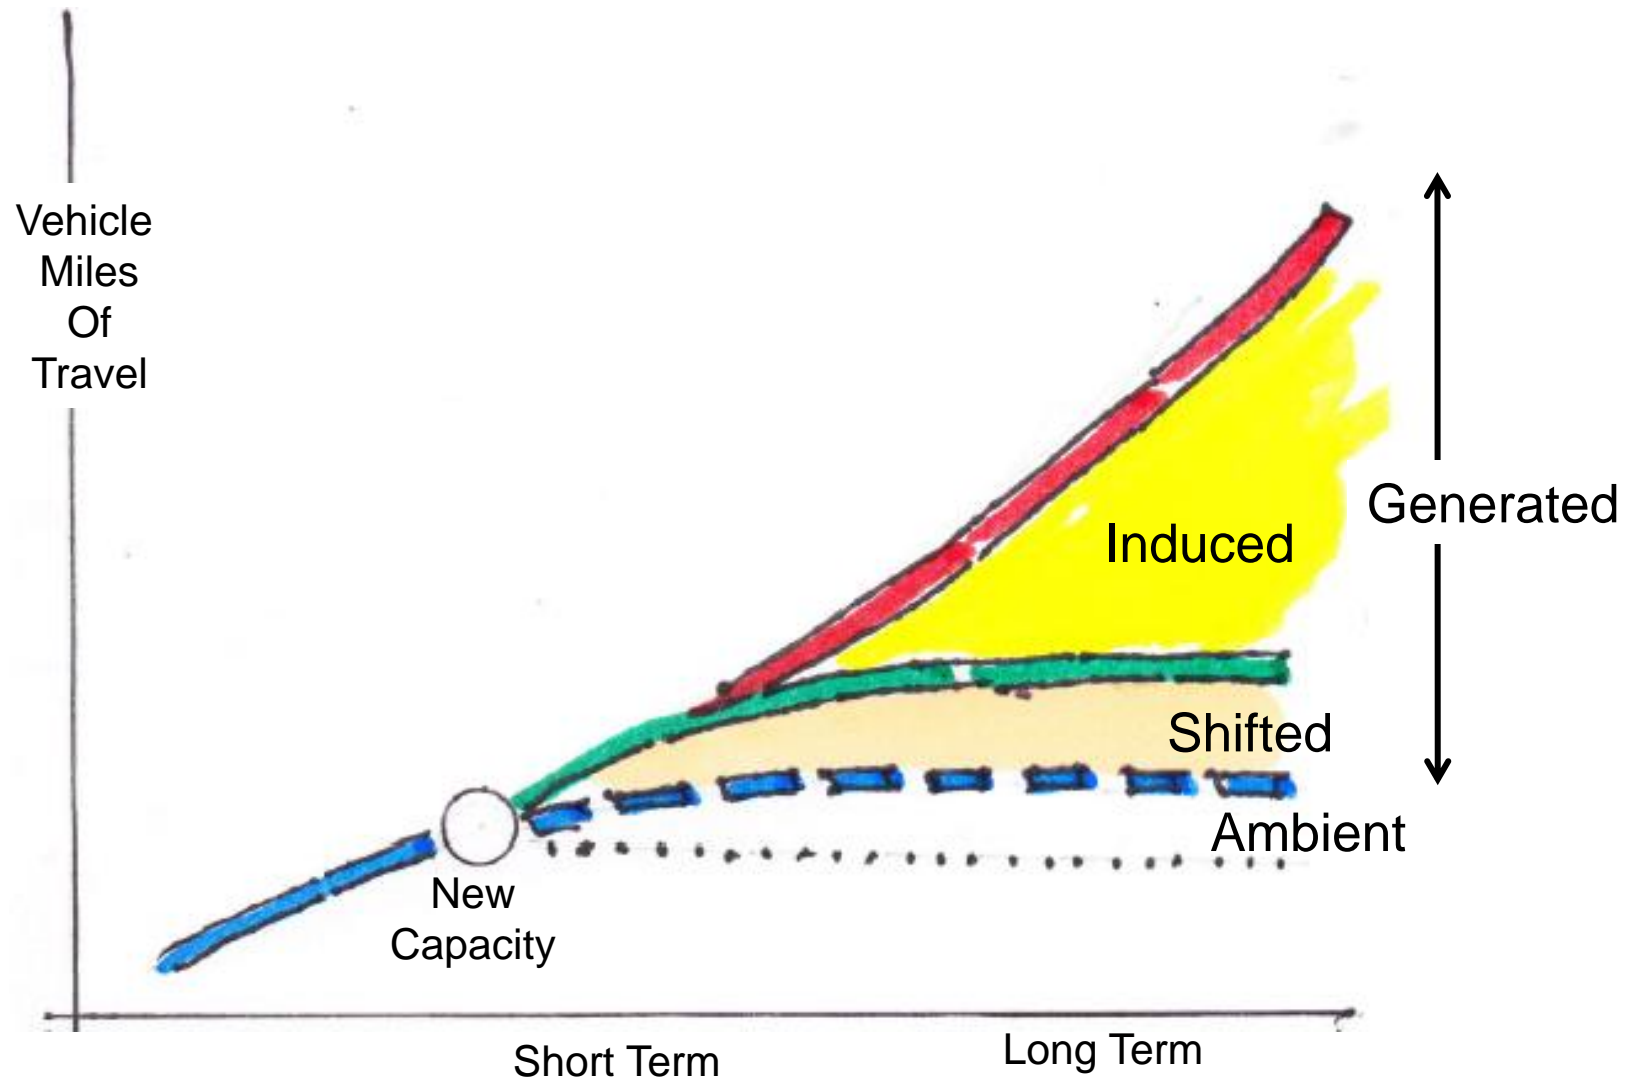 Vehicle
Miles
Of
Travel
Generated
Induced
Shifted
Ambient
New
Capacity
Short Term
Long Term